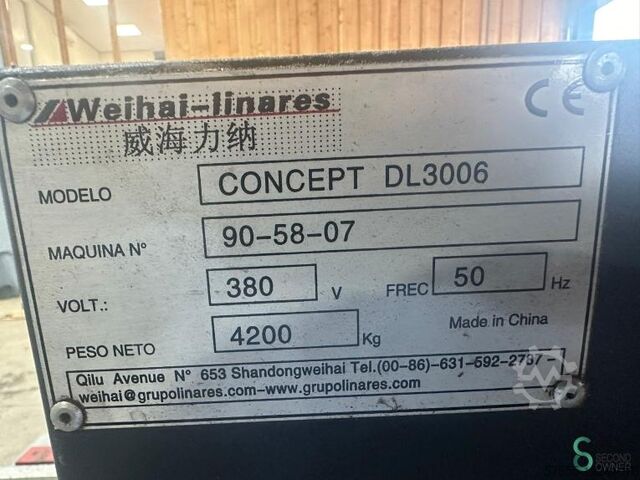 Weihai-linares
威海力纳
CE
MODELO CONCEPT DL3006
MAQUINA Nº 90-58-07
VOLT.: 380 V FREC 50 Hz
PESO NETO 4200 Kg Made in China
Qilu Avenue Nº 653 Shandongweihai Tel.(00-86)-631-592-2737
weihai@grupolinares.com-www.grupolinares.com
SECOND
OWNER